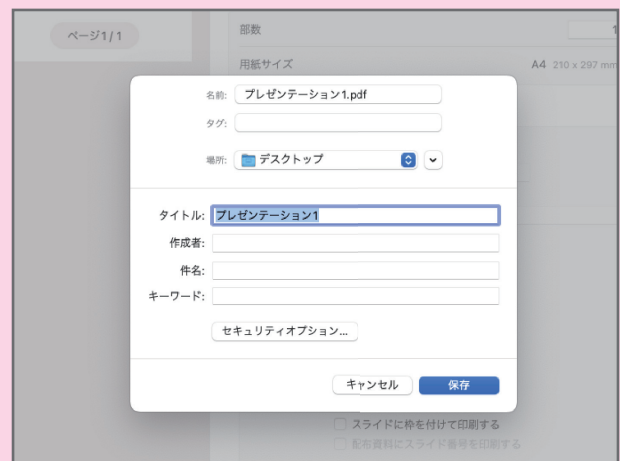 ページ1/1
部数
1
用紙サイズ
A4 210 x 297 mm
名前: プレゼンテーション1.pdf
タグ:
場所: デスクトップ
タイトル: プレゼンテーション1
作成者:
件名:
キーワード:
セキュリティオプション...
キャンセル
保存
スライドに枠を付けて印刷する
配布資料にスライド番号を印刷する